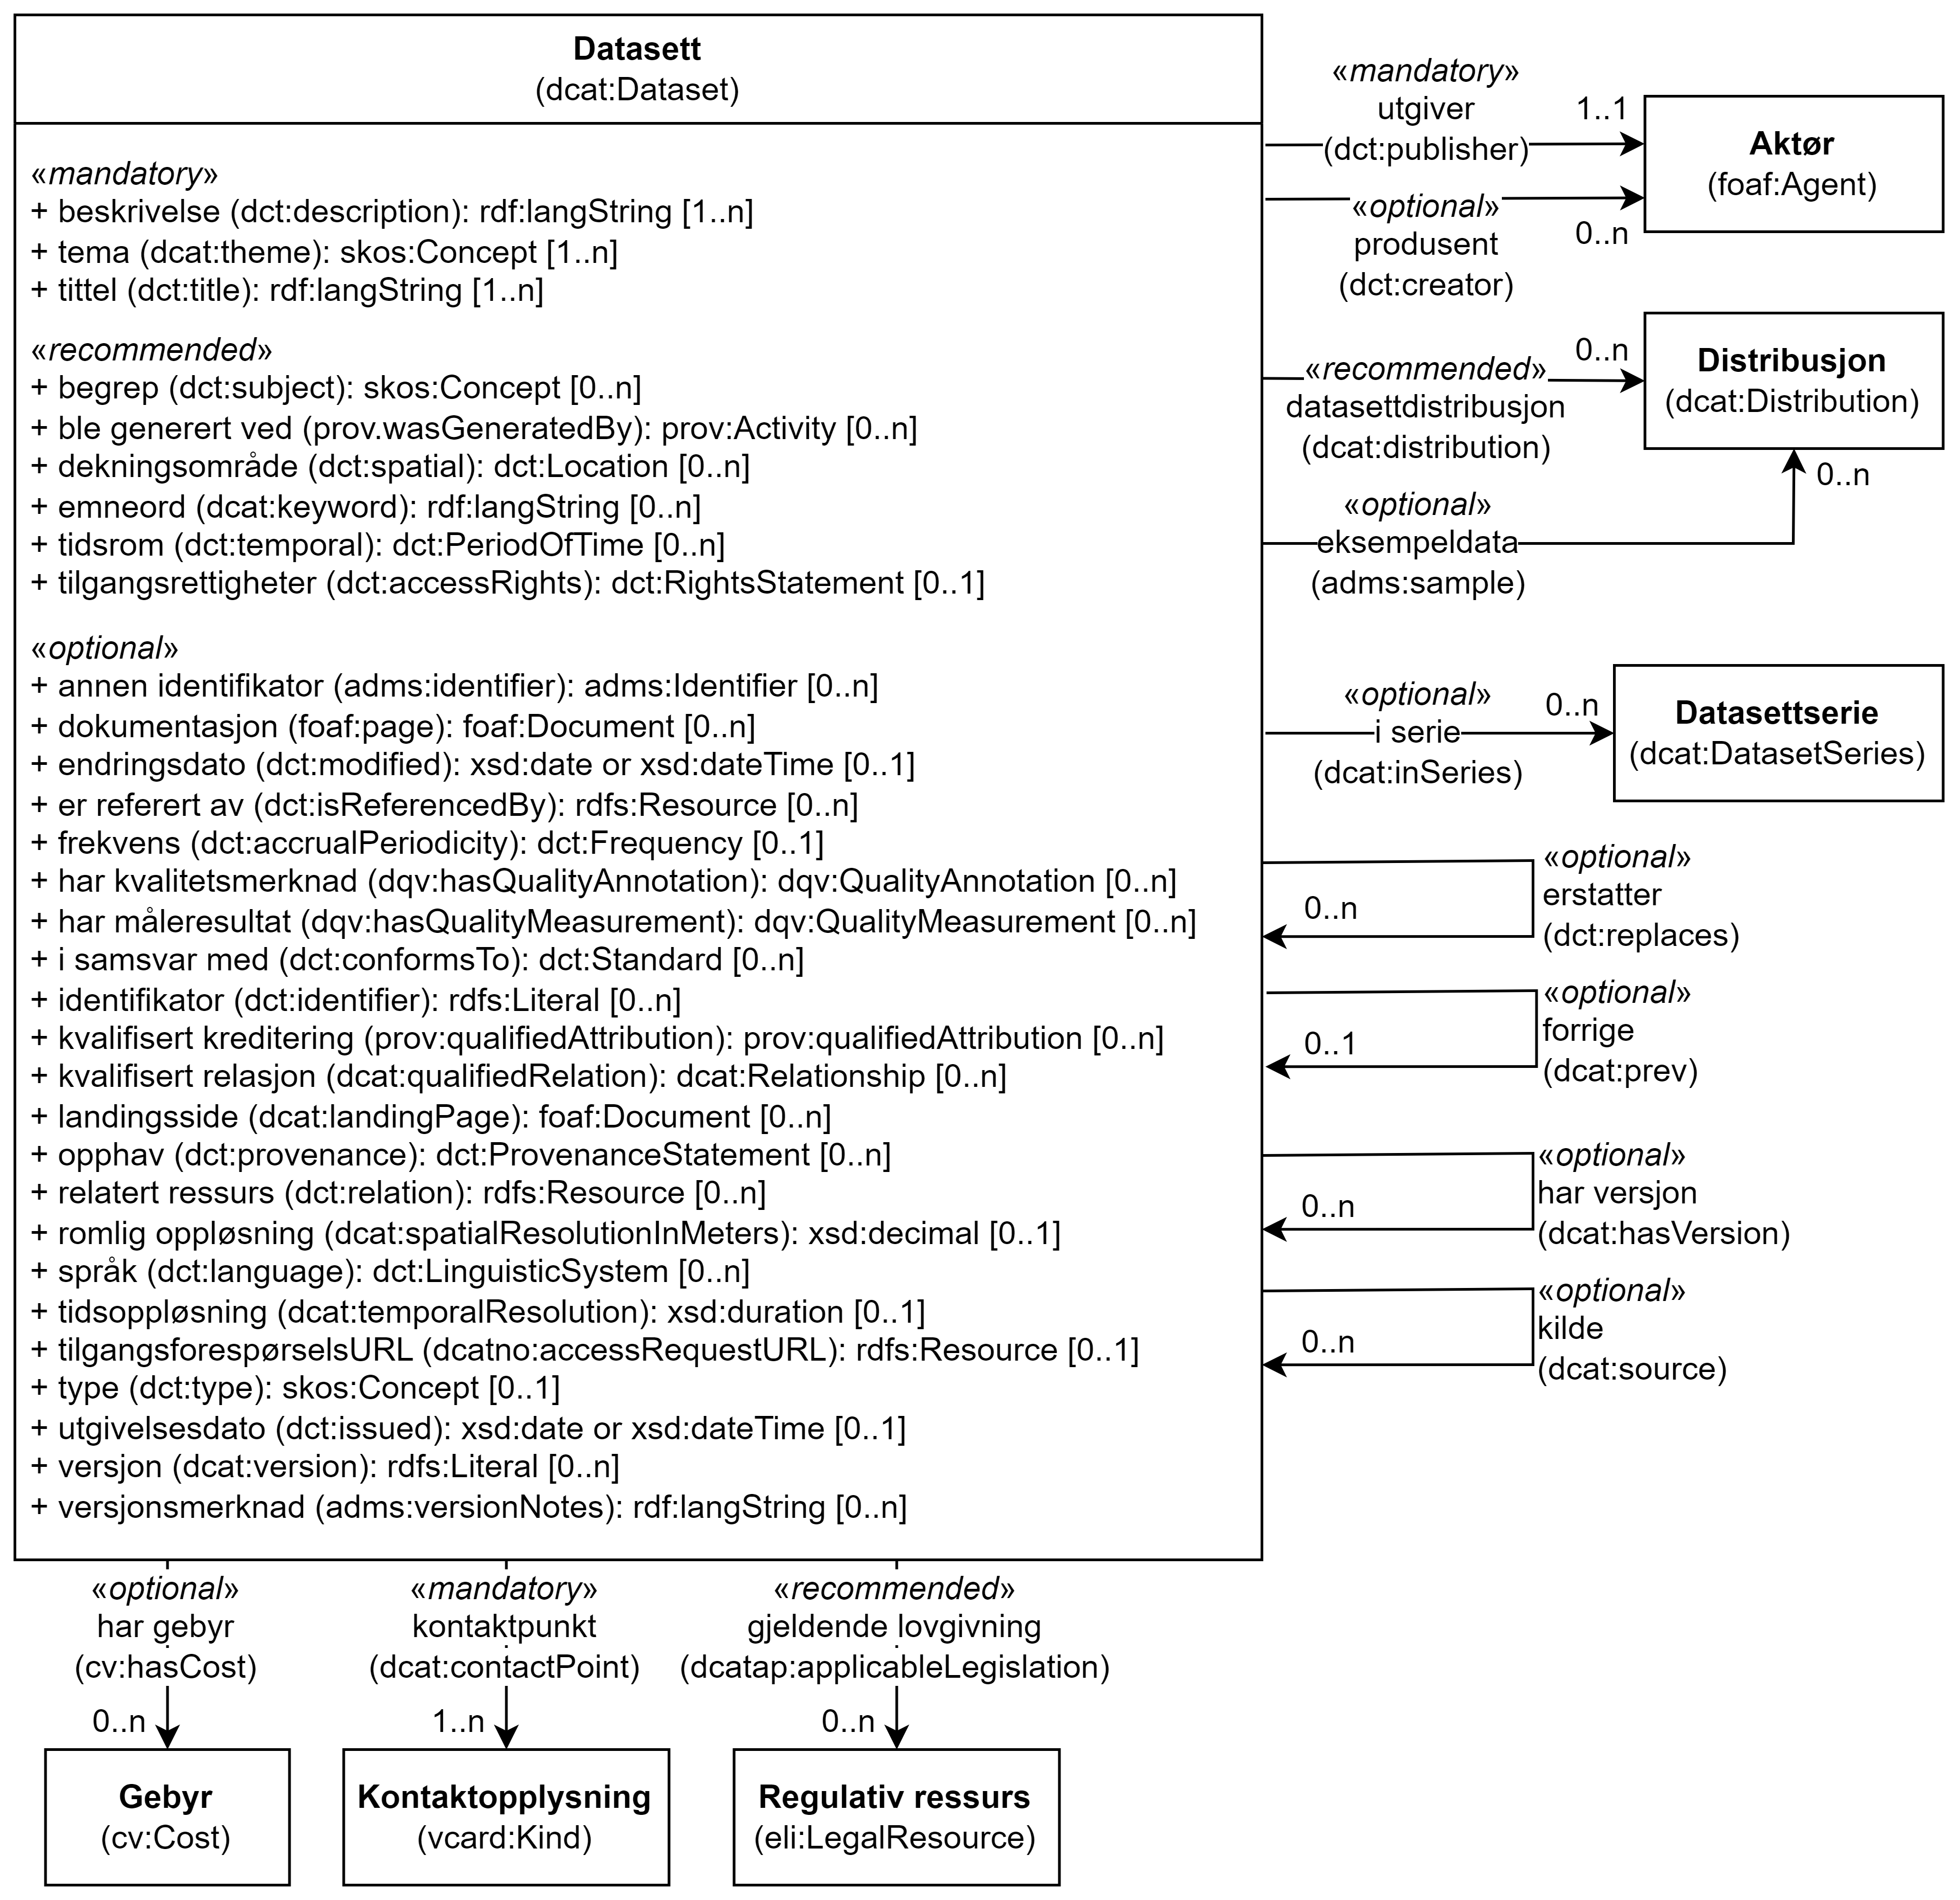 Datasett
(dcat:Dataset)
«mandatory»
+ beskrivelse (dct:description): rdf:langString [1..n]
+ tema (dcat:theme): skos:Concept [1..n]
+ tittel (dct:title): rdf:langString [1..n]
«recommended»
+ begrep (dct:subject): skos:Concept [0..n]
+ ble generert ved (prov.wasGeneratedBy): prov:Activity [0..n]
+ dekningsområde (dct:spatial): dct:Location [0..n]
+ emneord (dcat:keyword): rdf:langString [0..n]
+ tidsrom (dct:temporal): dct:PeriodOfTime [0..n]
+ tilgangsrettigheter (dct:accessRights): dct:RightsStatement [0..1]
«optional»
+ annen identifikator (adms:identifier): adms:Identifier [0..n]
+ dokumentasjon (foaf:page): foaf:Document [0..n]
+ endringsdato (dct:modified): xsd:date or xsd:dateTime [0..1]
+ er referert av (dct:isReferencedBy): rdfs:Resource [0..n]
+ frekvens (dct:accrualPeriodicity): dct:Frequency [0..1]
+ har kvalitetsmerknad (dqv:hasQualityAnnotation): dqv:QualityAnnotation [0..n]
+ har måleresultat (dqv:hasQualityMeasurement): dqv:QualityMeasurement [0..n]
+ i samsvar med (dct:conformsTo): dct:Standard [0..n]
+ identifikator (dct:identifier): rdfs:Literal [0..n]
+ kvalifisert kreditering (prov:qualifiedAttribution): prov:qualifiedAttribution [0..n]
+ kvalifisert relasjon (dcat:qualifiedRelation): dcat:Relationship [0..n]
+ landingsside (dcat:landingPage): foaf:Document [0..n]
+ opphav (dct:provenance): dct:ProvenanceStatement [0..n]
+ relatert ressurs (dct:relation): rdfs:Resource [0..n]
+ romlig oppløsning (dcat:spatialResolutionInMeters): xsd:decimal [0..1]
+ språk (dct:language): dct:LinguisticSystem [0..n]
+ tidsoppløsning (dcat:temporalResolution): xsd:duration [0..1]
+ tilgangsforespørselsURL (dcatno:accessRequestURL): rdfs:Resource [0..1]
+ type (dct:type): skos:Concept [0..1]
+ utgivelsesdato (dct:issued): xsd:date or xsd:dateTime [0..1]
+ versjon (dcat:version): rdfs:Literal [0..n]
+ versjonsmerknad (adms:versionNotes): rdf:langString [0..n]
«mandatory»
utgiver
(dct:publisher)
1..1
«optional»
produsent
(dct:creator)
0..n
Aktør
(foaf:Agent)
«recommended»
datasettdistribusjon
(dcat:distribution)
0..n
Distribusjon
(dcat:Distribution)
«optional»
eksempeldata
(adms:sample)
0..n
«optional»
i serie
(dcat:inSeries)
0..n
Datasettserie
(dcat:DatasetSeries)
«optional»
erstatter
(dct:replaces)
0..n
«optional»
forrige
(dcat:prev)
0..1
«optional»
har versjon
(dcat:hasVersion)
0..n
«optional»
kilde
(dcat:source)
0..n
«optional»
har gebyr
(cv:hasCost)
0..n
Gebyr
(cv:Cost)
«mandatory»
kontaktpunkt
(dcat:contactPoint)
1..n
Kontaktopplysning
(vcard:Kind)
«recommended»
gjeldende lovgivning
(dcatap:applicableLegislation)
0..n
Regulativ ressurs
(eli:LegalResource)